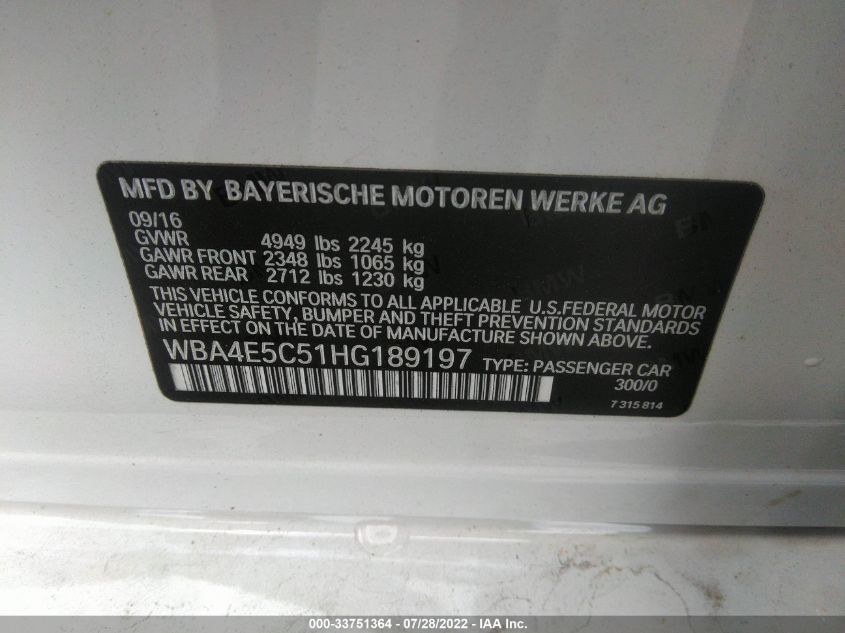 MFD BY BAYERISCHE MOTOREN WERKE AG
09/16
GVWR 4949 lbs 2245 kg
GAWR FRONT 2348 lbs 1065 kg
GAWR REAR 2712 lbs 1230 kg
THIS VEHICLE CONFORMS TO ALL APPLICABLE U.S.FEDERAL MOTOR
VEHICLE SAFETY, BUMPER AND THEFT PREVENTION STANDARDS
IN EFFECT ON THE DATE OF MANUFACTURE SHOWN ABOVE.
WBA4E5C51HG189197 TYPE: PASSENGER CAR
300/0
7 315 814
000-33751364 - 07/28/2022 - IAA Inc.